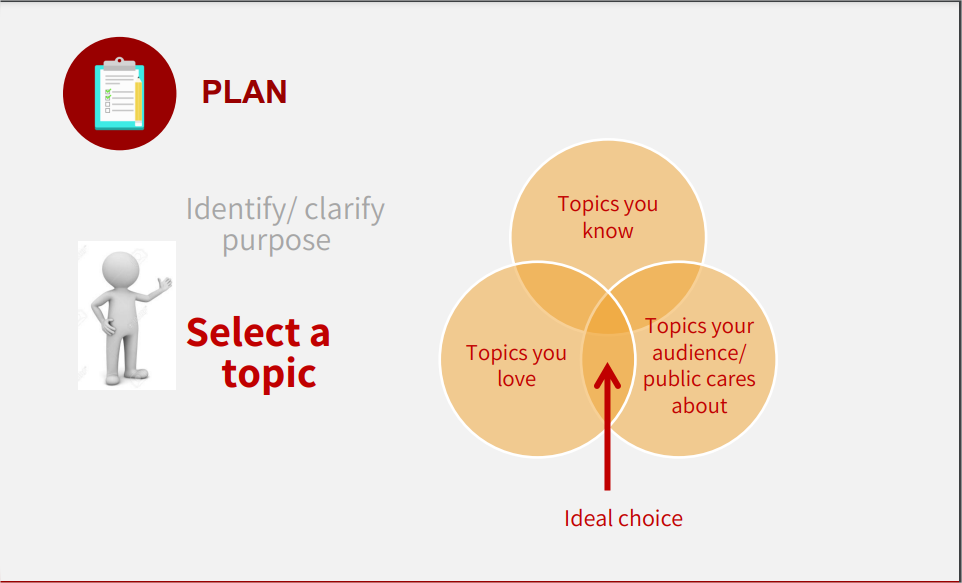 PLAN
Identify/ clarify
purpose
Select a
topic
Topics you
know
Topics you
love
Topics your
audience/
public cares
about
Ideal choice